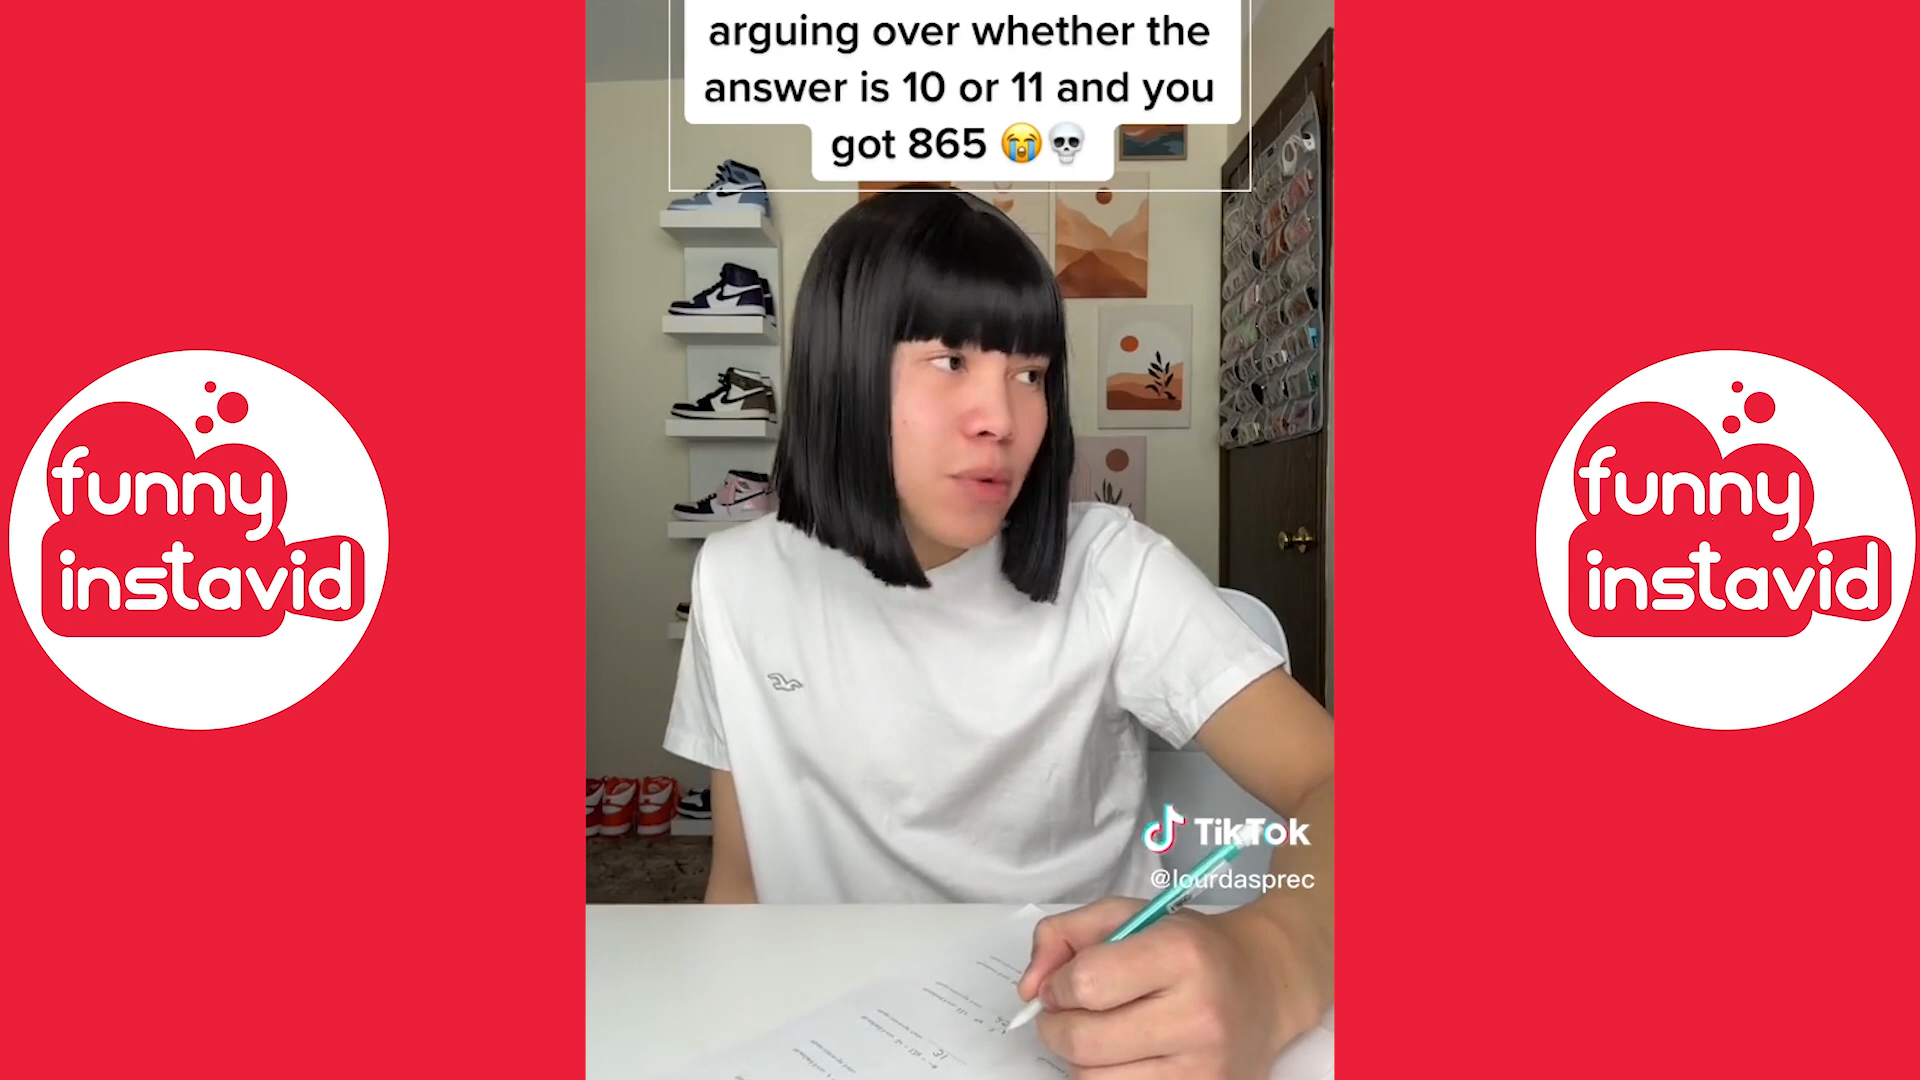 arguing over whether the
answer is 10 or 11 and you
got 865 😭💀
funny
instavid
funny
instavid
TikTok
@lourdasprec